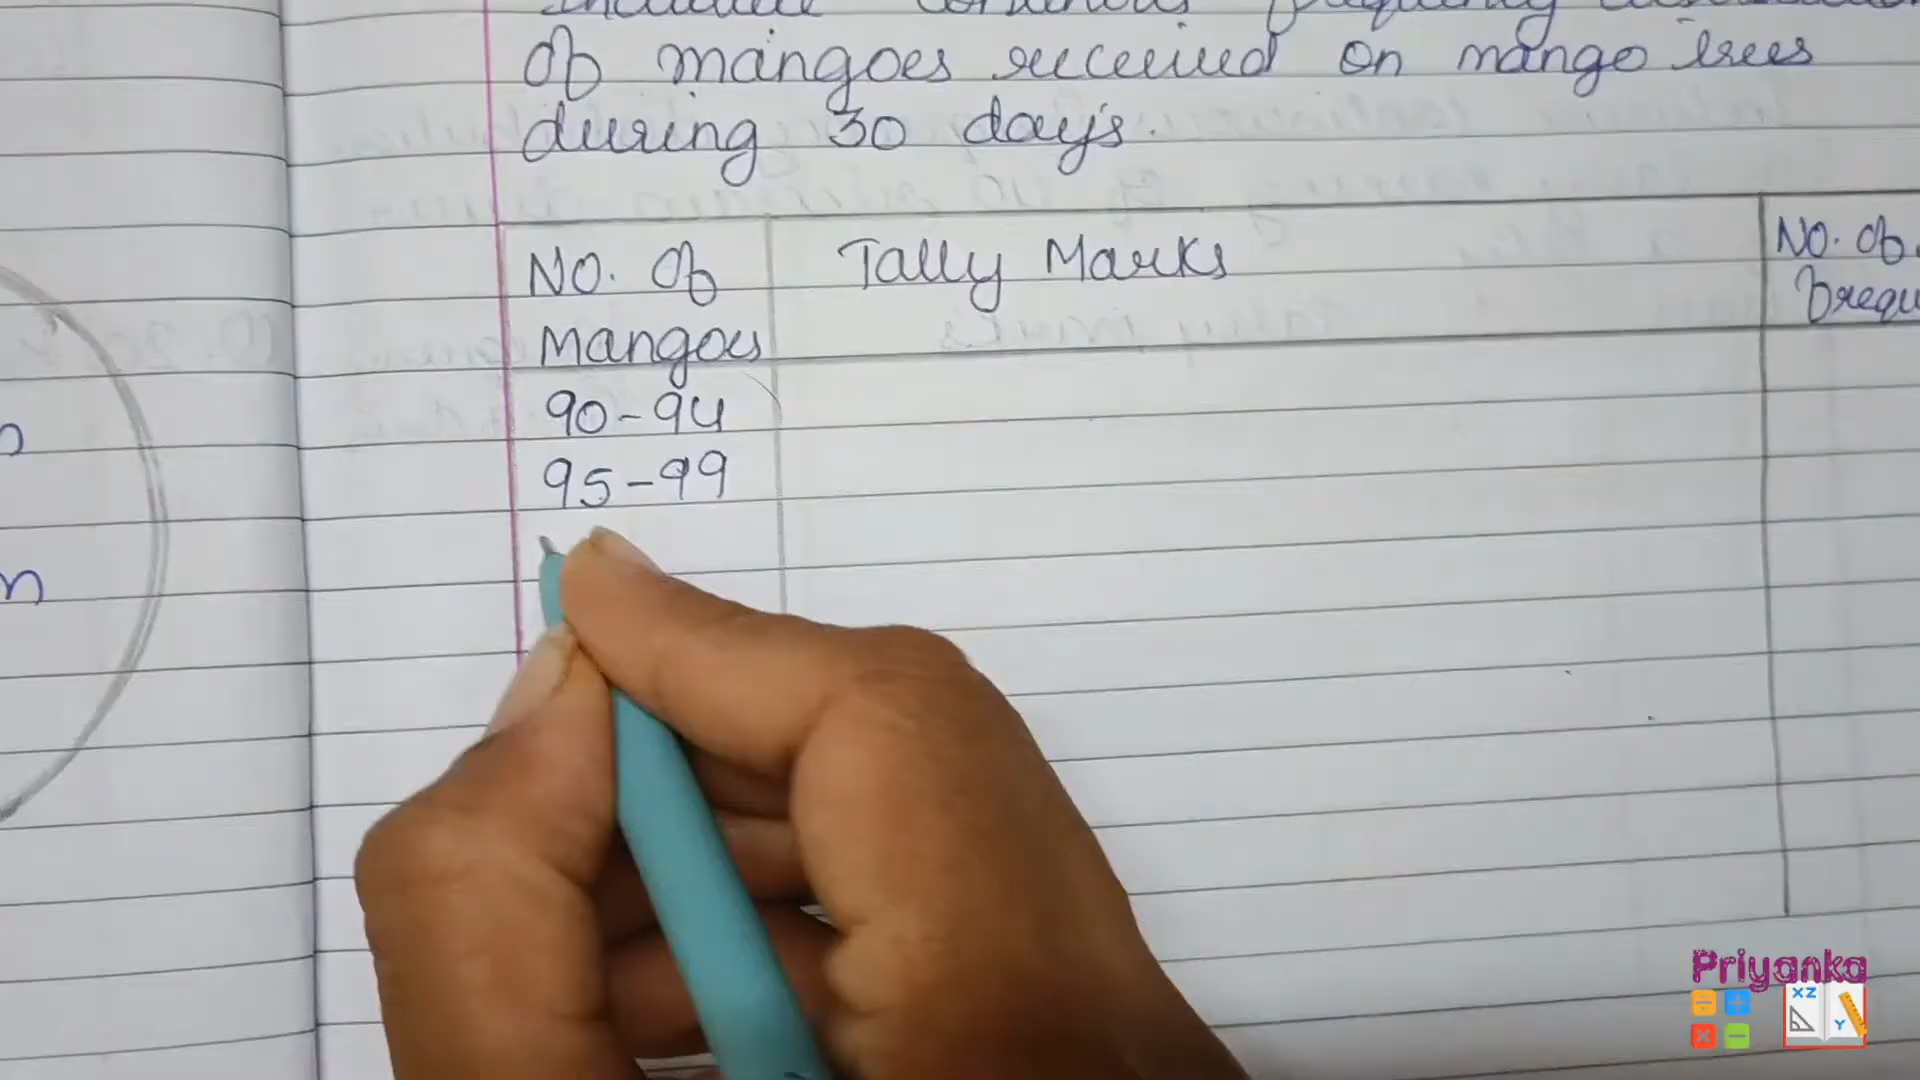 of mangoes received on mango trees
during 30 days.
No. of
Mangoes
Tally Marks
No. of
90-94
95-99
Priyanka